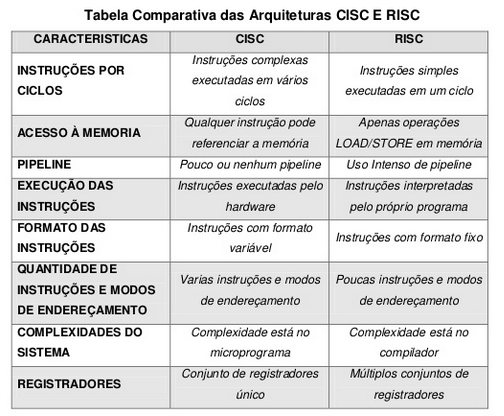 Tabela Comparativa das Arquiteturas CISC E RISC
CARACTERISTICAS CISC RISC
INSTRUÇÕES POR
CICLOS
Instruções complexas
executadas em vários
ciclos
Instruções simples
executadas em um ciclo
ACESSO À MEMORIA
Qualquer instrução pode
referenciar a memória
Apenas operações
LOAD/STORE em memória
PIPELINE
Pouco ou nenhum pipeline
Uso Intenso de pipeline
EXECUÇÃO DAS
INSTRUÇÕES
Instruções executadas pelo
hardware
Instruções interpretadas
pelo próprio programa
FORMATO DAS
INSTRUÇÕES
Instruções com formato
variável
Instruções com formato fixo
QUANTIDADE DE
INSTRUÇÕES E MODOS
DE ENDEREÇAMENTO
Varias instruções e modos
de endereçamento
Poucas instruções e modos
de endereçamento
COMPLEXIDADES DO
SISTEMA
Complexidade está no
microprograma
Complexidade está no
compilador
REGISTRADORES
Conjunto de registradores
único
Múltiplos conjuntos de
registradores